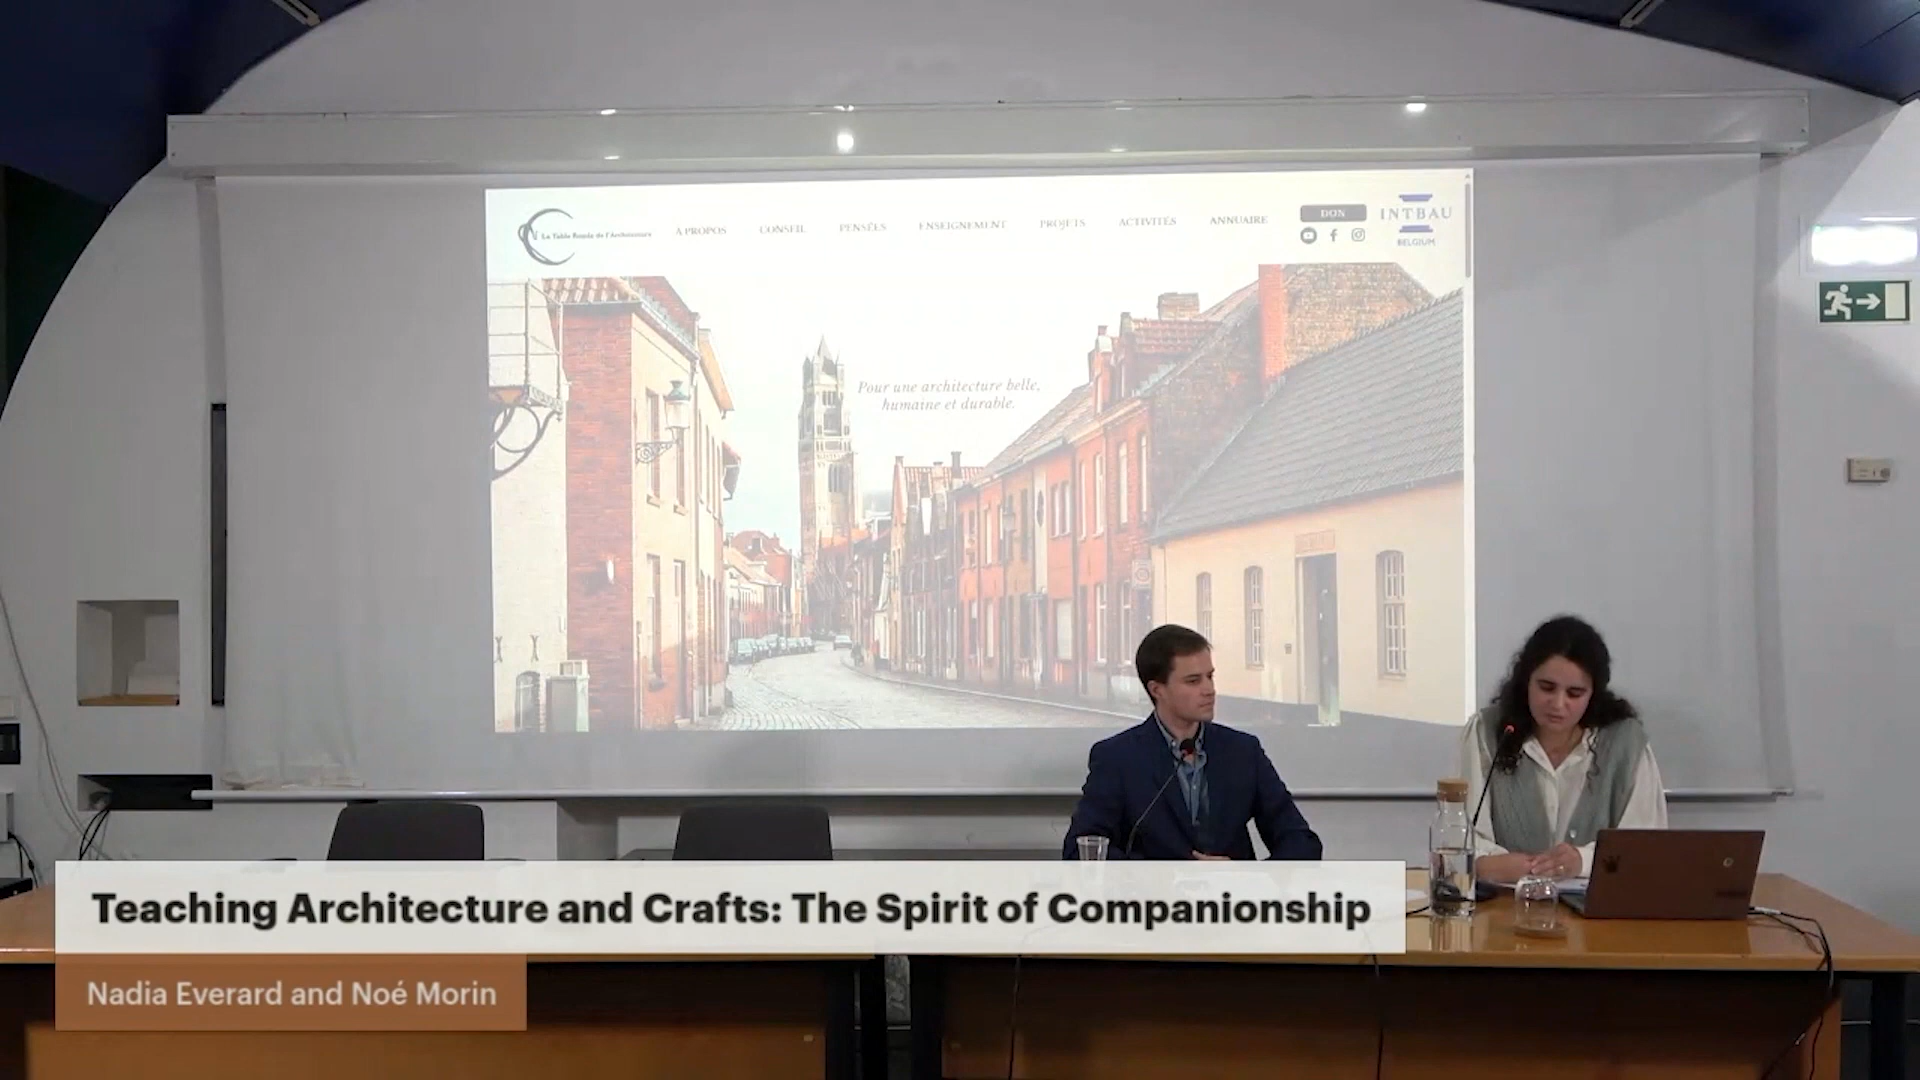 La Table Ronde de l'Architecture
À PROPOS
CONSEIL
PENSÉES
ENSEIGNEMENT
PROJETS
ACTIVITÉS
ANNUAIRE
DON
INTBAU
BELGIUM
Pour une architecture belle,
humaine et durable.
Teaching Architecture and Crafts: The Spirit of Companionship
Nadia Everard and Noé Morin